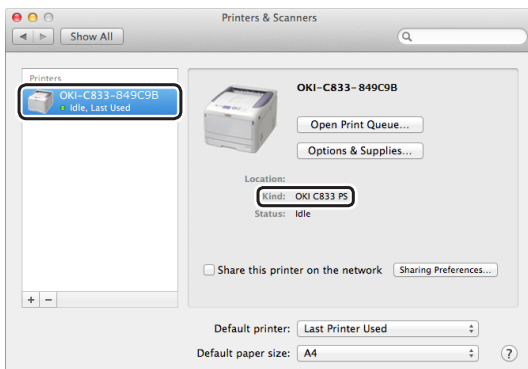 Printers & Scanners
Show All
Printers
OKI-C833-849C9B
Idle, Last Used
+ −
OKI-C833-849C9B
Open Print Queue...
Options & Supplies...
Location:
Kind: OKI C833 PS
Status: Idle
Share this printer on the network Sharing Preferences...
Default printer: Last Printer Used
Default paper size: A4 ?